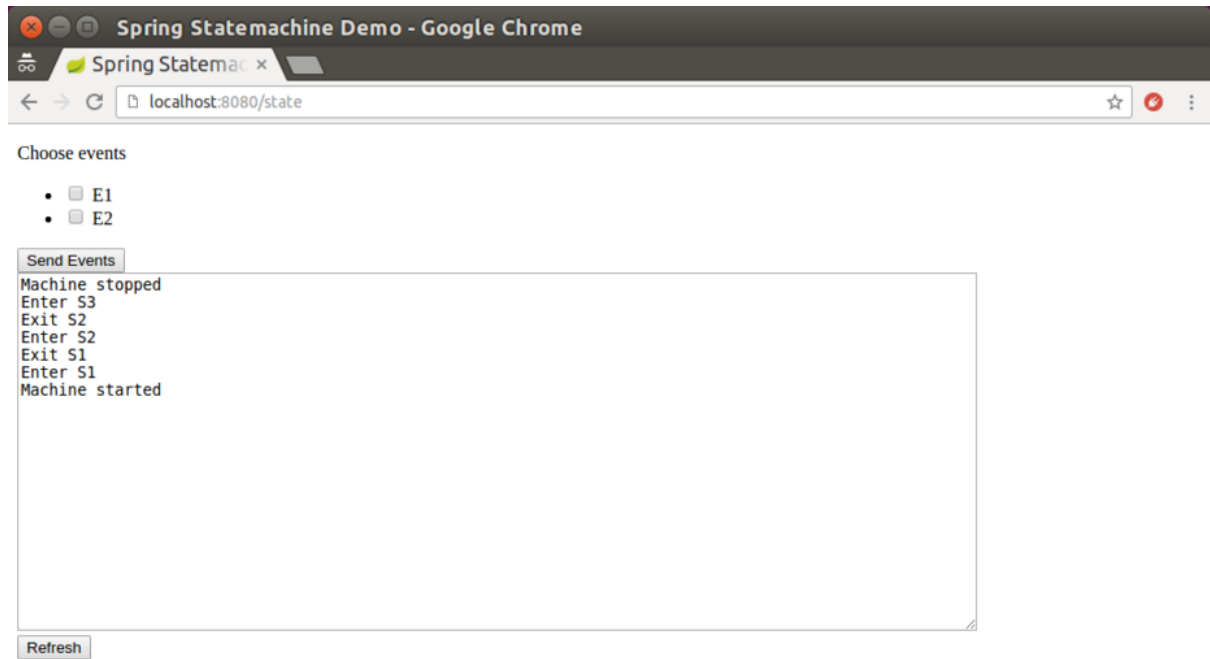 Spring Statemachine Demo - Google Chrome
Spring Statemac
localhost:8080/state
Choose events
E1
E2
Send Events
Machine stopped
Enter S3
Exit S2
Enter S2
Exit S1
Enter S1
Machine started
Refresh